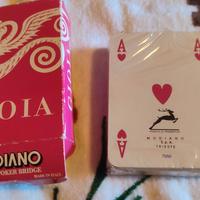 OIA
DIANO
POKER BRIDGE
MADE IN ITALY
A
A
MODIANO
S.p.A.
TRIESTE